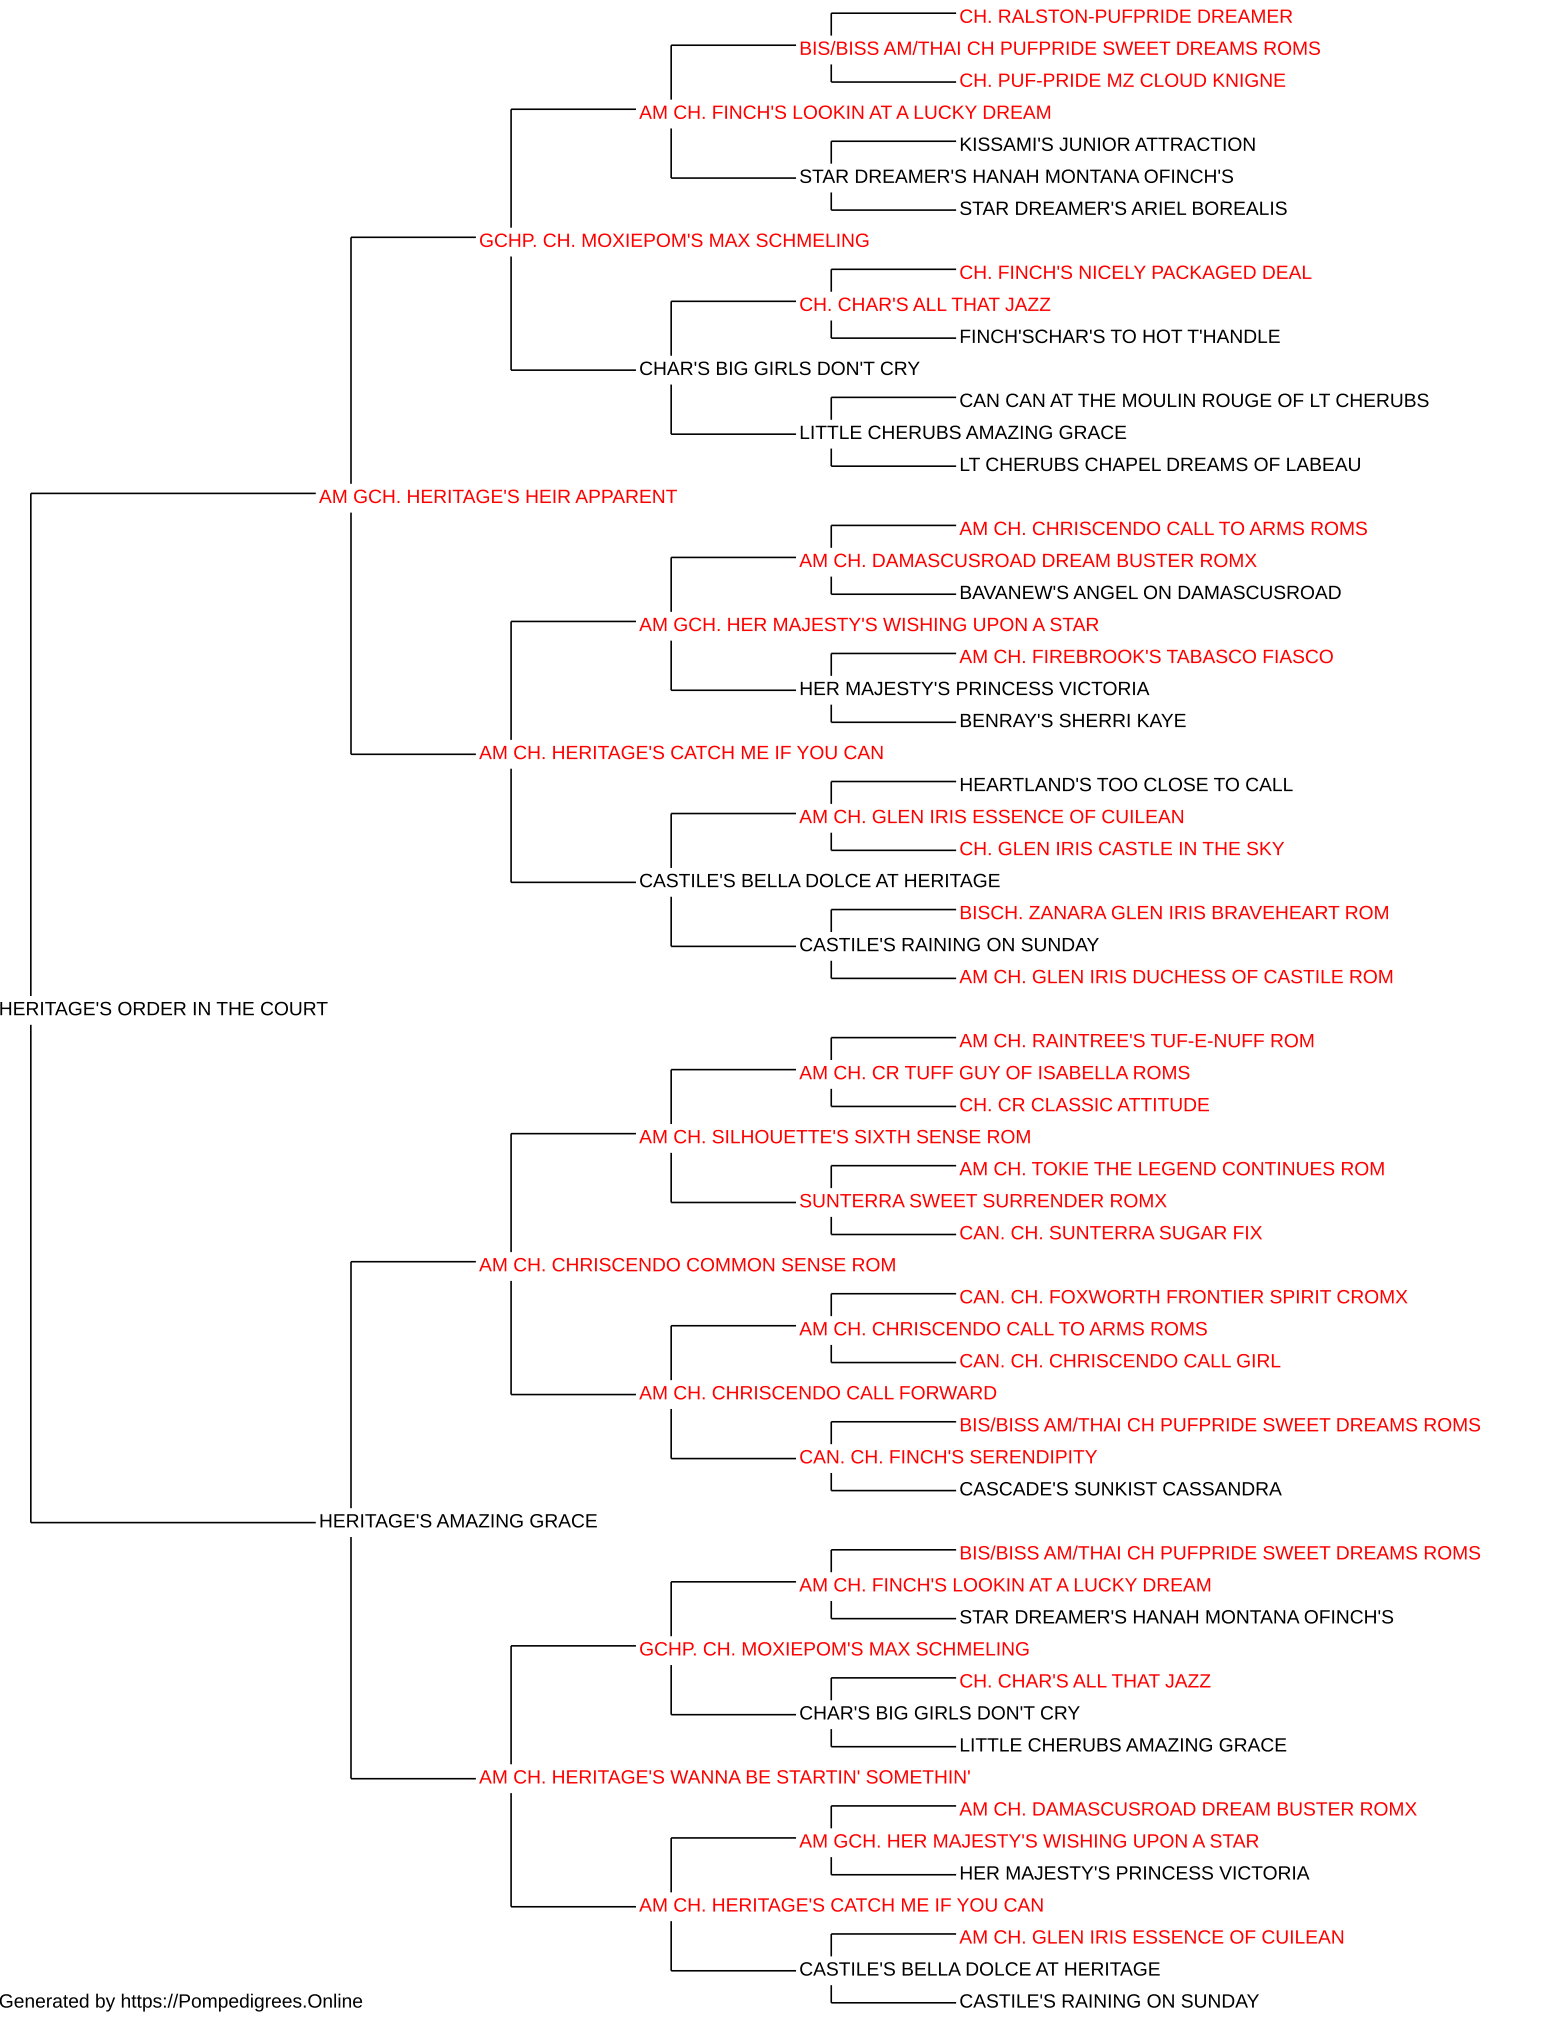 CH. RALSTON-PUFPRIDE DREAMER
BIS/BISS AM/THAI CH PUFPRIDE SWEET DREAMS ROMS
CH. PUF-PRIDE MZ CLOUD KNIGNE
AM CH. FINCH'S LOOKIN AT A LUCKY DREAM
KISSAMI'S JUNIOR ATTRACTION
STAR DREAMER'S HANAH MONTANA OFINCH'S
STAR DREAMER'S ARIEL BOREALIS
GCHP. CH. MOXIEPOM'S MAX SCHMELING
CH. FINCH'S NICELY PACKAGED DEAL
CH. CHAR'S ALL THAT JAZZ
FINCH'SCHAR'S TO HOT T'HANDLE
CHAR'S BIG GIRLS DON'T CRY
CAN CAN AT THE MOULIN ROUGE OF LT CHERUBS
LITTLE CHERUBS AMAZING GRACE
LT CHERUBS CHAPEL DREAMS OF LABEAU
AM GCH. HERITAGE'S HEIR APPARENT
AM CH. CHRISCENDO CALL TO ARMS ROMS
AM CH. DAMASCUSROAD DREAM BUSTER ROMX
BAVANEW'S ANGEL ON DAMASCUSROAD
AM GCH. HER MAJESTY'S WISHING UPON A STAR
AM CH. FIREBROOK'S TABASCO FIASCO
HER MAJESTY'S PRINCESS VICTORIA
BENRAY'S SHERRI KAYE
AM CH. HERITAGE'S CATCH ME IF YOU CAN
HEARTLAND'S TOO CLOSE TO CALL
AM CH. GLEN IRIS ESSENCE OF CUILEAN
CH. GLEN IRIS CASTLE IN THE SKY
CASTILE'S BELLA DOLCE AT HERITAGE
BISCH. ZANARA GLEN IRIS BRAVEHEART ROM
CASTILE'S RAINING ON SUNDAY
AM CH. GLEN IRIS DUCHESS OF CASTILE ROM
HERITAGE'S ORDER IN THE COURT
AM CH. RAINTREE'S TUF-E-NUFF ROM
AM CH. CR TUFF GUY OF ISABELLA ROMS
CH. CR CLASSIC ATTITUDE
AM CH. SILHOUETTE'S SIXTH SENSE ROM
AM CH. TOKIE THE LEGEND CONTINUES ROM
SUNTERRA SWEET SURRENDER ROMX
CAN. CH. SUNTERRA SUGAR FIX
AM CH. CHRISCENDO COMMON SENSE ROM
CAN. CH. FOXWORTH FRONTIER SPIRIT CROMX
AM CH. CHRISCENDO CALL TO ARMS ROMS
CAN. CH. CHRISCENDO CALL GIRL
AM CH. CHRISCENDO CALL FORWARD
BIS/BISS AM/THAI CH PUFPRIDE SWEET DREAMS ROMS
CAN. CH. FINCH'S SERENDIPITY
CASCADE'S SUNKIST CASSANDRA
HERITAGE'S AMAZING GRACE
BIS/BISS AM/THAI CH PUFPRIDE SWEET DREAMS ROMS
AM CH. FINCH'S LOOKIN AT A LUCKY DREAM
STAR DREAMER'S HANAH MONTANA OFINCH'S
GCHP. CH. MOXIEPOM'S MAX SCHMELING
CH. CHAR'S ALL THAT JAZZ
CHAR'S BIG GIRLS DON'T CRY
LITTLE CHERUBS AMAZING GRACE
AM CH. HERITAGE'S WANNA BE STARTIN' SOMETHIN'
AM CH. DAMASCUSROAD DREAM BUSTER ROMX
AM GCH. HER MAJESTY'S WISHING UPON A STAR
HER MAJESTY'S PRINCESS VICTORIA
AM CH. HERITAGE'S CATCH ME IF YOU CAN
AM CH. GLEN IRIS ESSENCE OF CUILEAN
CASTILE'S BELLA DOLCE AT HERITAGE
CASTILE'S RAINING ON SUNDAY
Generated by https://Pompedigrees.Online